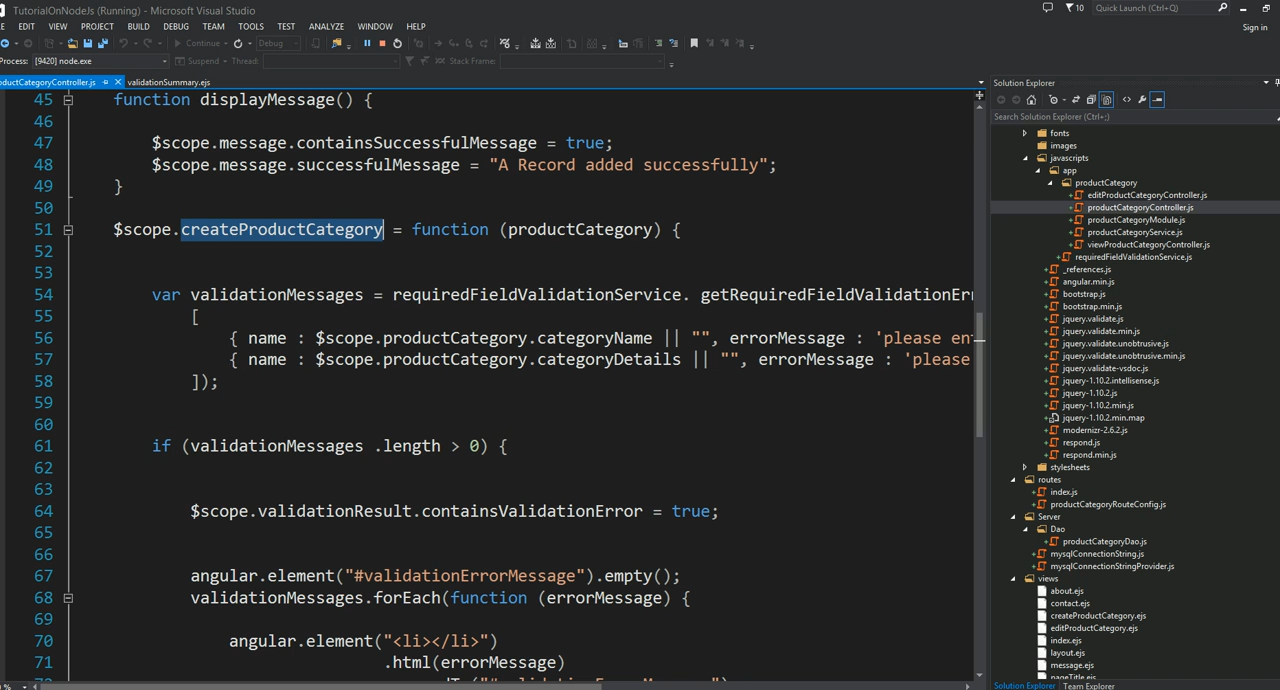 TutorialOnNodeJs (Running) - Microsoft Visual Studio
10
Quick Launch (Ctrl+Q)
EDIT VIEW PROJECT BUILD DEBUG TEAM TOOLS TEST ANALYZE WINDOW HELP
Sign in
Continue
Debug
Process: [9420] node.exe
Suspend
Thread:
Stack Frame:
oductCategoryController.js
validationSummary.ejs
45 function displayMessage() {
46
47 $scope.message.containsSuccessfulMessage = true;
48 $scope.message.successfulMessage = "A Record added successfully";
49 }
50
51 $scope.createProductCategory = function (productCategory) {
52
53
54 var validationMessages = requiredFieldValidationService. getRequiredFieldValidationEr
55 [
56 { name : $scope.productCategory.categoryName || "", errorMessage : 'please en
57 { name : $scope.productCategory.categoryDetails || "", errorMessage : 'please
58 ]);
59
60
61 if (validationMessages .length > 0) {
62
63
64 $scope.validationResult.containsValidationError = true;
65
66
67 angular.element("#validationErrorMessage").empty();
68 validationMessages.forEach(function (errorMessage) {
69
70 angular.element("<li></li>")
71 .html(errorMessage)
Solution Explorer
Search Solution Explorer (Ctrl+;)
fonts
images
javascripts
app
productCategory
editProductCategoryController.js
productCategoryController.js
productCategoryModule.js
productCategoryService.js
viewProductCategoryController.js
requiredFieldValidationService.js
_references.js
angular.min.js
bootstrap.js
bootstrap.min.js
jquery.validate.js
jquery.validate.min.js
jquery.validate.unobtrusive.js
jquery.validate.unobtrusive.min.js
jquery.validate-vsdoc.js
jquery-1.10.2.intellisense.js
jquery-1.10.2.js
jquery-1.10.2.min.js
jquery-1.10.2.min.map
modernizr-2.6.2.js
respond.js
respond.min.js
stylesheets
routes
index.js
productCategoryRouteConfig.js
Server
Dao
productCategoryDao.js
mysqlConnectionString.js
mysqlConnectionStringProvider.js
views
about.ejs
contact.ejs
createProductCategory.ejs
editProductCategory.ejs
index.ejs
layout.ejs
message.ejs
pageTitle.ejs
Solution Explorer Team Explorer